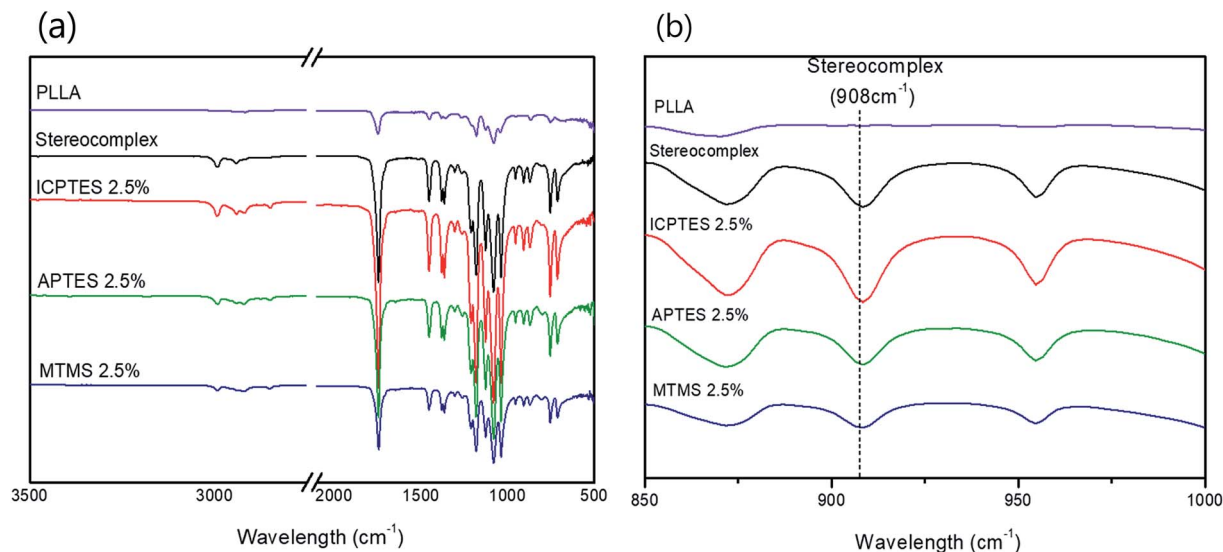 (a)
PLLA
Stereocomplex
ICPTES 2.5%
APTES 2.5%
MTMS 2.5%
3500 3000 2000 1500 1000 500
Wavelength (cm⁻¹)
(b)
Stereocomplex
(908cm⁻¹)
PLLA
Stereocomplex
ICPTES 2.5%
APTES 2.5%
MTMS 2.5%
850 900 950 1000
Wavelength (cm⁻¹)